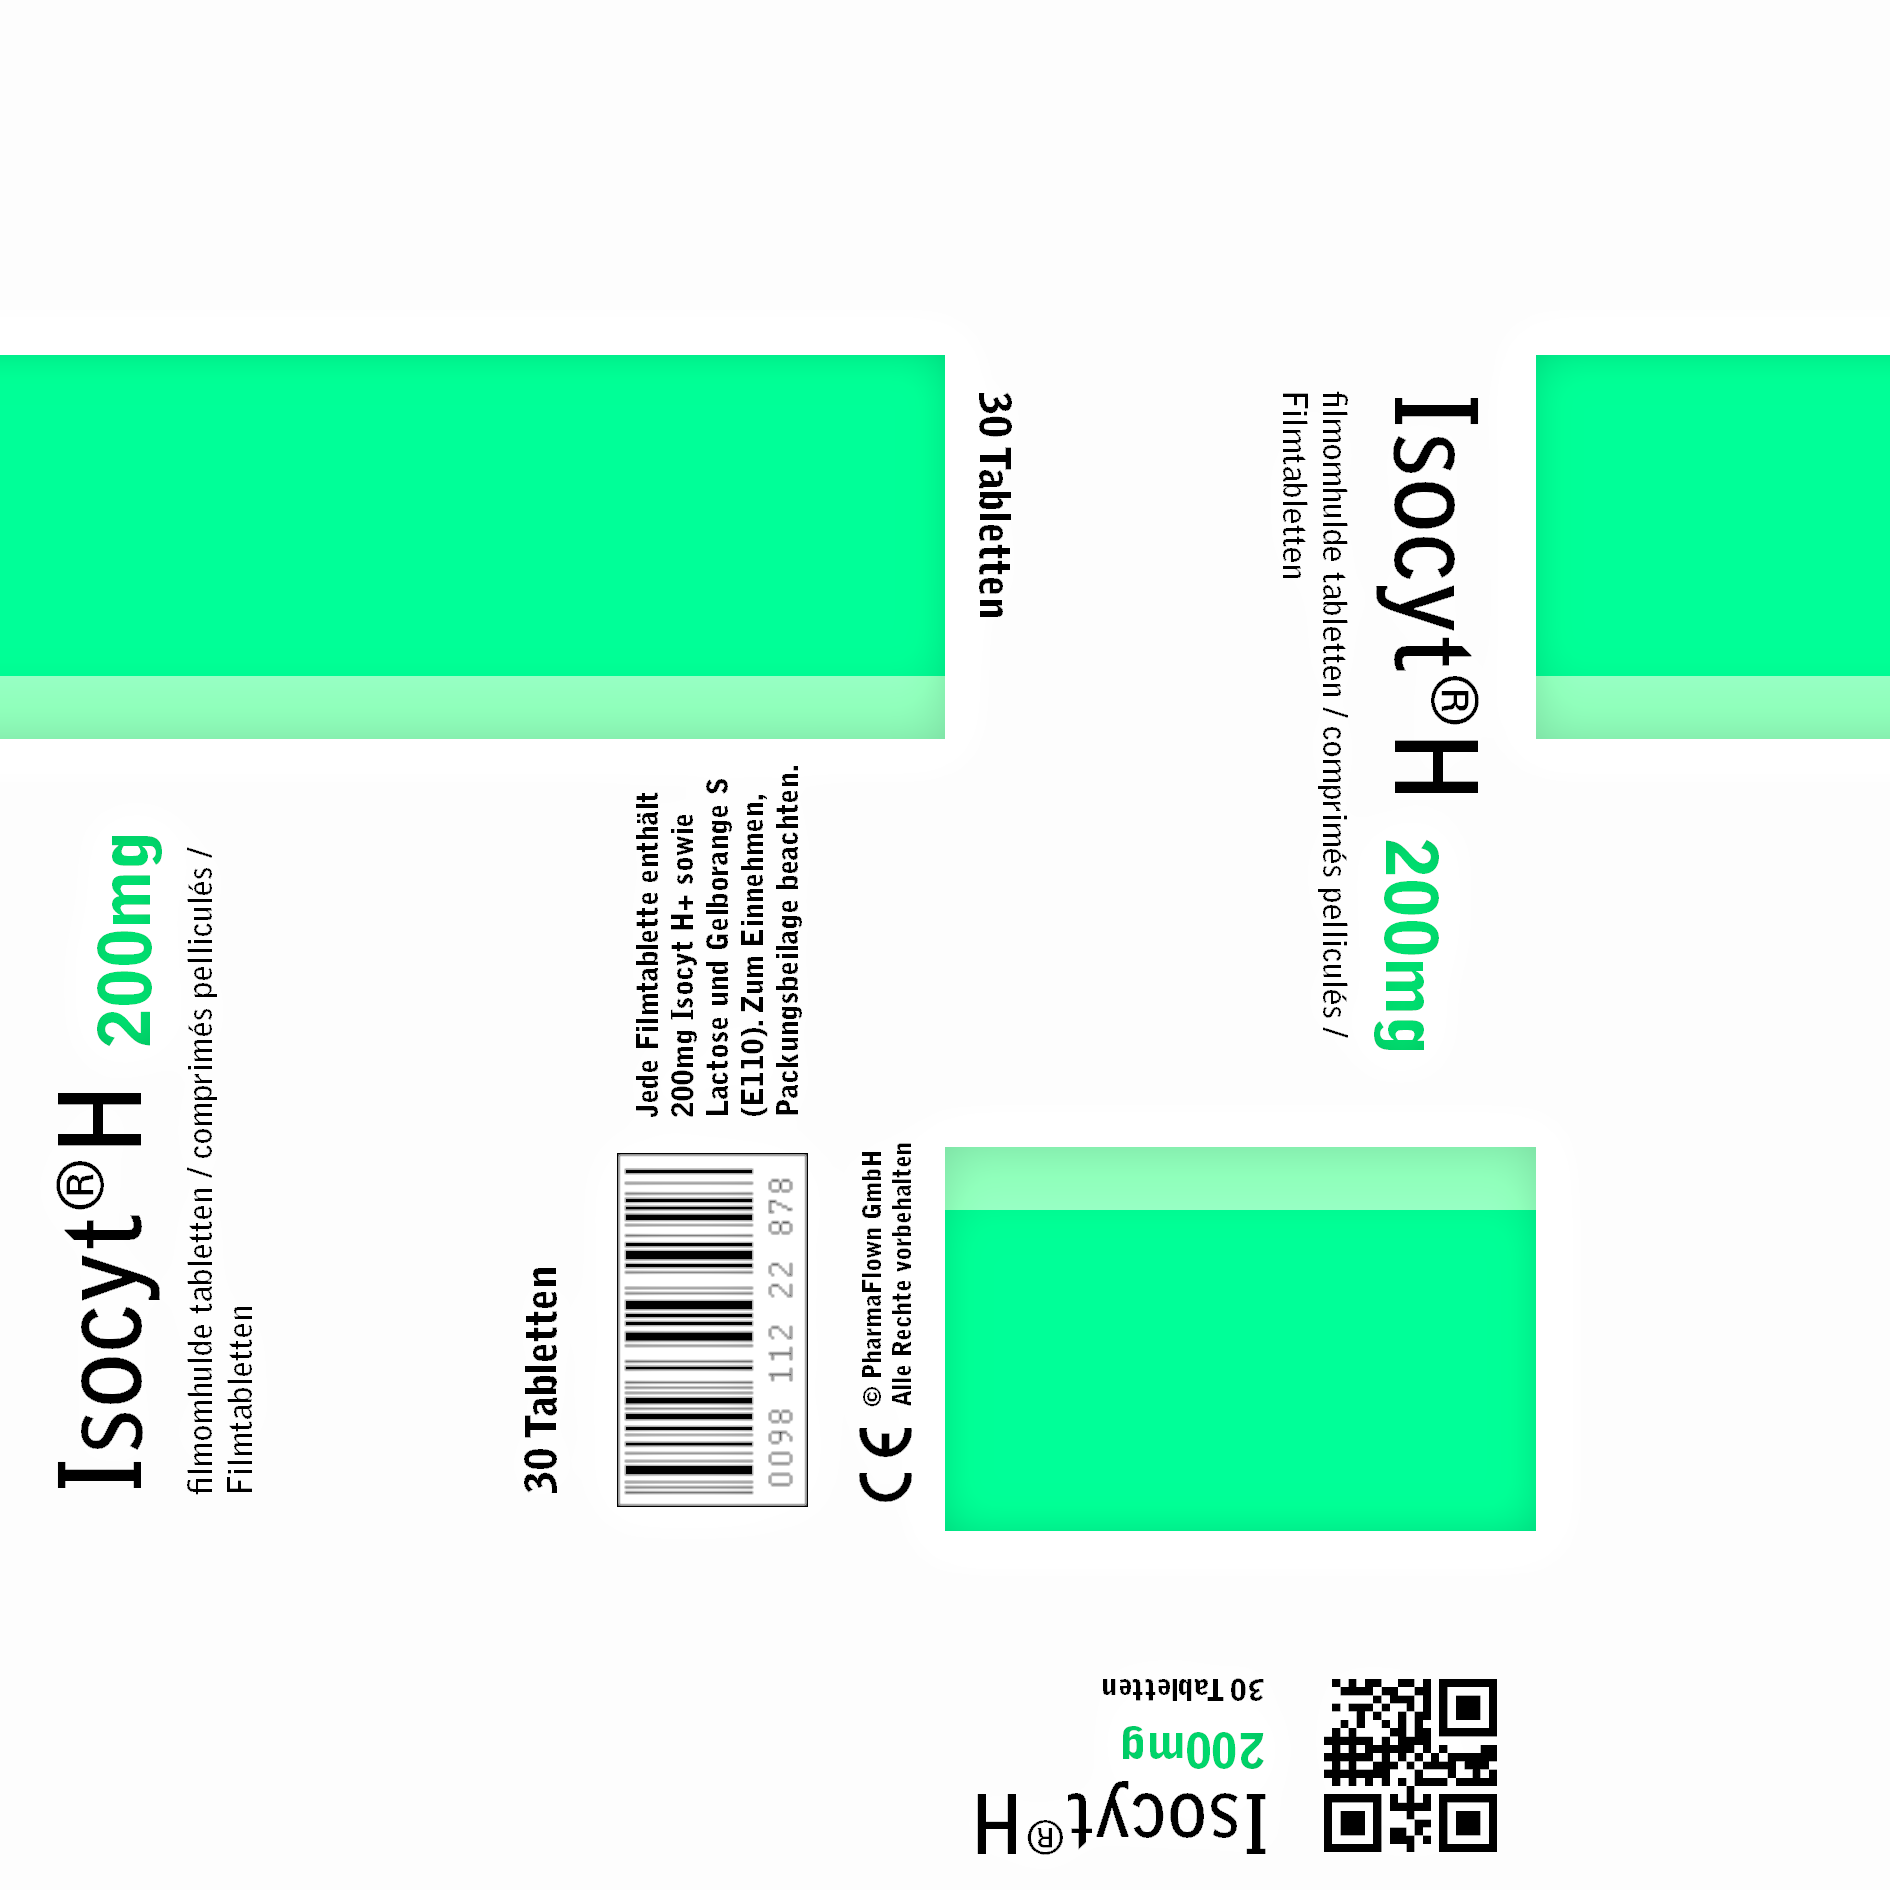 Isocyt®H 200mg
filmomhulde tabletten / comprimés pelliculés /
Filmtabletten
30 Tabletten
Jede Filmtablette enthält
200mg Isocyt H+ sowie
Lactose und Gelborange S
(E110). Zum Einnehmen,
Packungsbeilage beachten.
0098 112 22 878
© PharmaFlown GmbH
Alle Rechte vorbehalten
CE
Isocyt®H 200mg
filmomhulde tabletten / comprimés pelliculés /
Filmtabletten
30 Tabletten
Isocyt®H
200mg
30 Tabletten